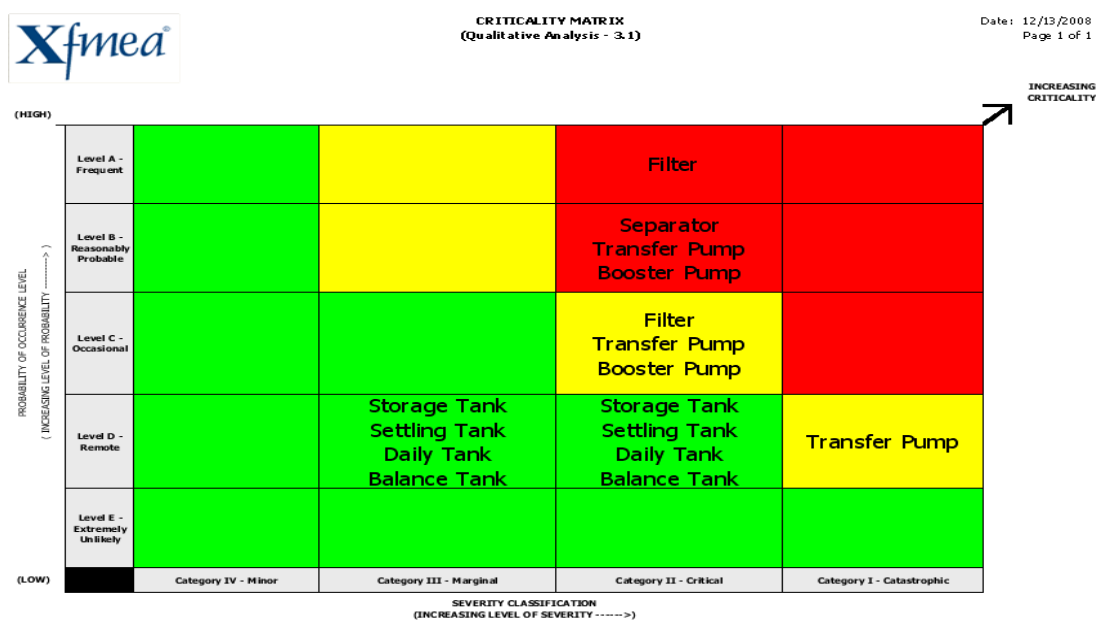 Xfmea
CRITICALITY MATRIX
(Qualitative Analysis - 3.1)
Date: 12/13/2008
Page 1 of 1
INCREASING
CRITICALITY
(HIGH)
Level A -
Frequent
Filter
Level B -
Reasonably
Probable
Separator
Transfer Pump
Booster Pump
PROBABILITY OF OCCURRENCE LEVEL
( INCREASING LEVEL OF PROBABILITY ---------> )
Level C -
Occasional
Filter
Transfer Pump
Booster Pump
Level D -
Remote
Storage Tank
Settling Tank
Daily Tank
Balance Tank
Storage Tank
Settling Tank
Daily Tank
Balance Tank
Transfer Pump
Level E -
Extremely
Unlikely
(LOW)
Category IV - Minor
Category III - Marginal
Category II - Critical
Category I - Catastrophic
SEVERITY CLASSIFICATION
(INCREASING LEVEL OF SEVERITY ------>)